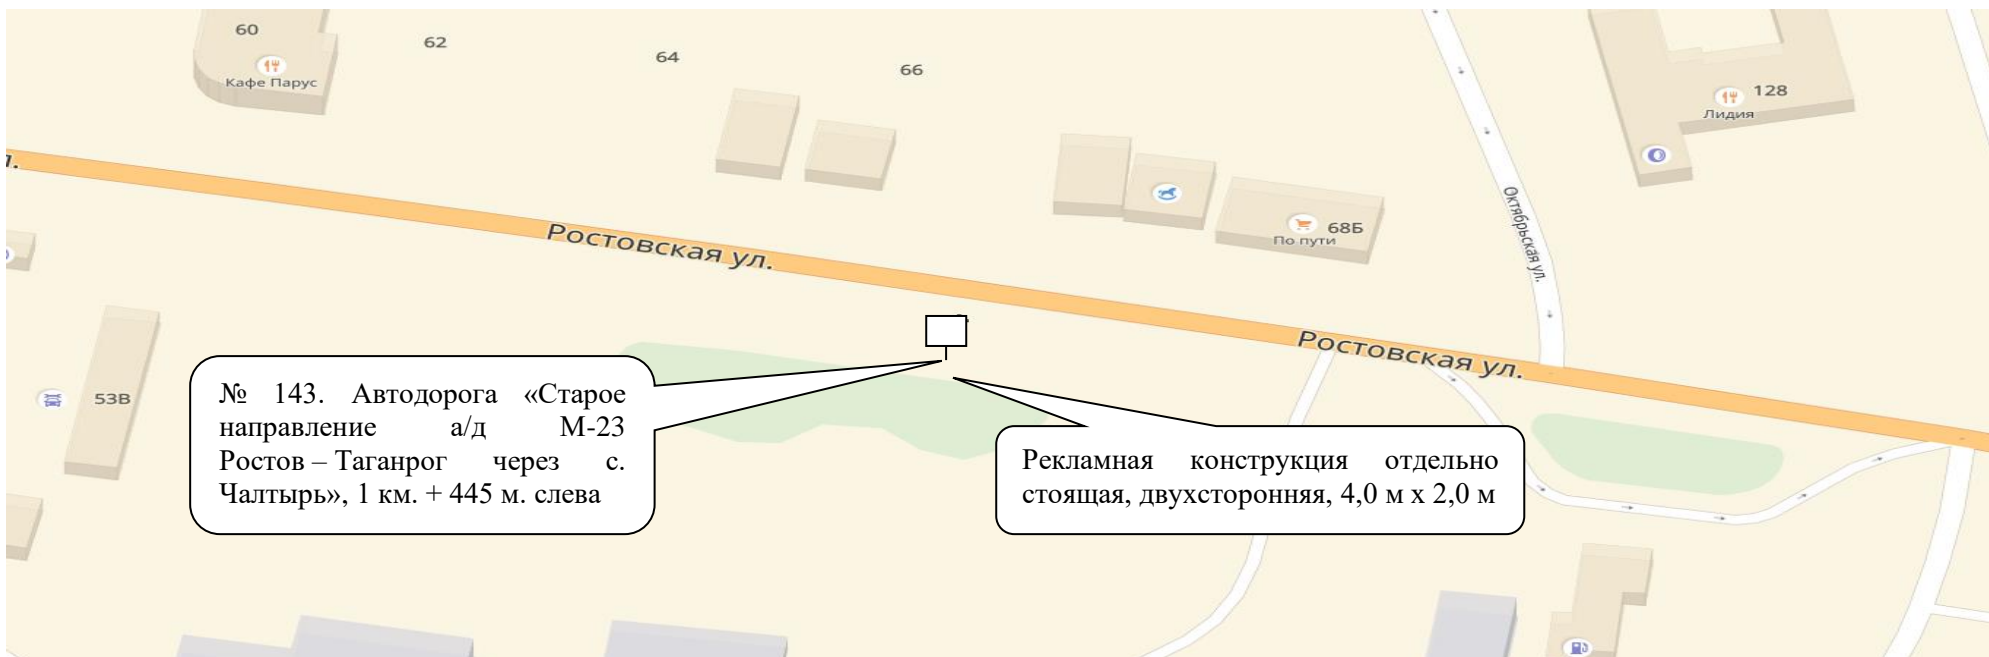 60
62
64
66
Кафе Парус
128
Лидия
л.
Ростовская ул.
68Б
По пути
Октябрьская ул.
Ростовская ул.
53В
№ 143. Автодорога «Старое
направление а/д М-23
Ростов – Таганрог через с.
Чалтырь», 1 км. + 445 м. слева
Рекламная конструкция отдельно
стоящая, двухсторонняя, 4,0 м х 2,0 м